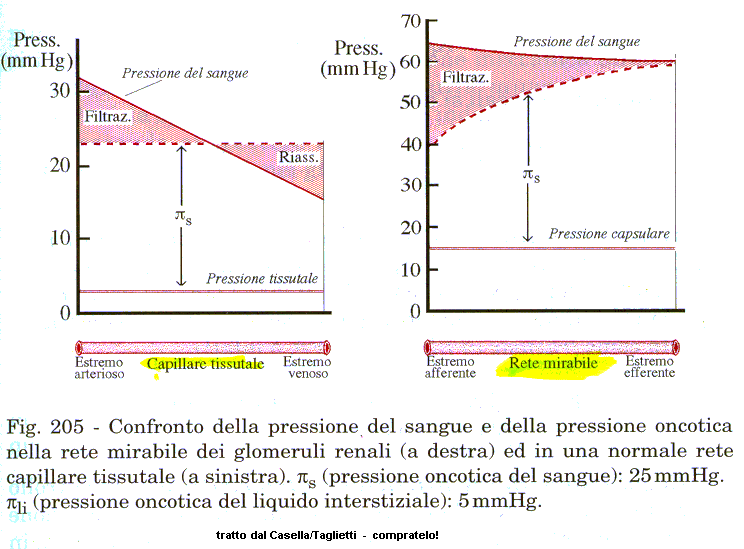 Press.
(mm Hg)
30
20
10
0
Pressione del sangue
Filtraz.
Riass.
πs
Pressione tissutale
Estremo
arterioso
Capillare tissutale
Estremo
venoso
Press.
(mm Hg)
70
60
50
40
30
20
10
0
Pressione del sangue
Filtraz.
πs
Pressione capsulare
Estremo
afferente
Rete mirabile
Estremo
efferente
Fig. 205 - Confronto della pressione del sangue e della pressione oncotica
nella rete mirabile dei glomeruli renali (a destra) ed in una normale rete
capillare tissutale (a sinistra). πs (pressione oncotica del sangue): 25 mmHg.
πli (pressione oncotica del liquido interstiziale): 5 mmHg.
tratto dal Casella/Taglietti - compratelo!